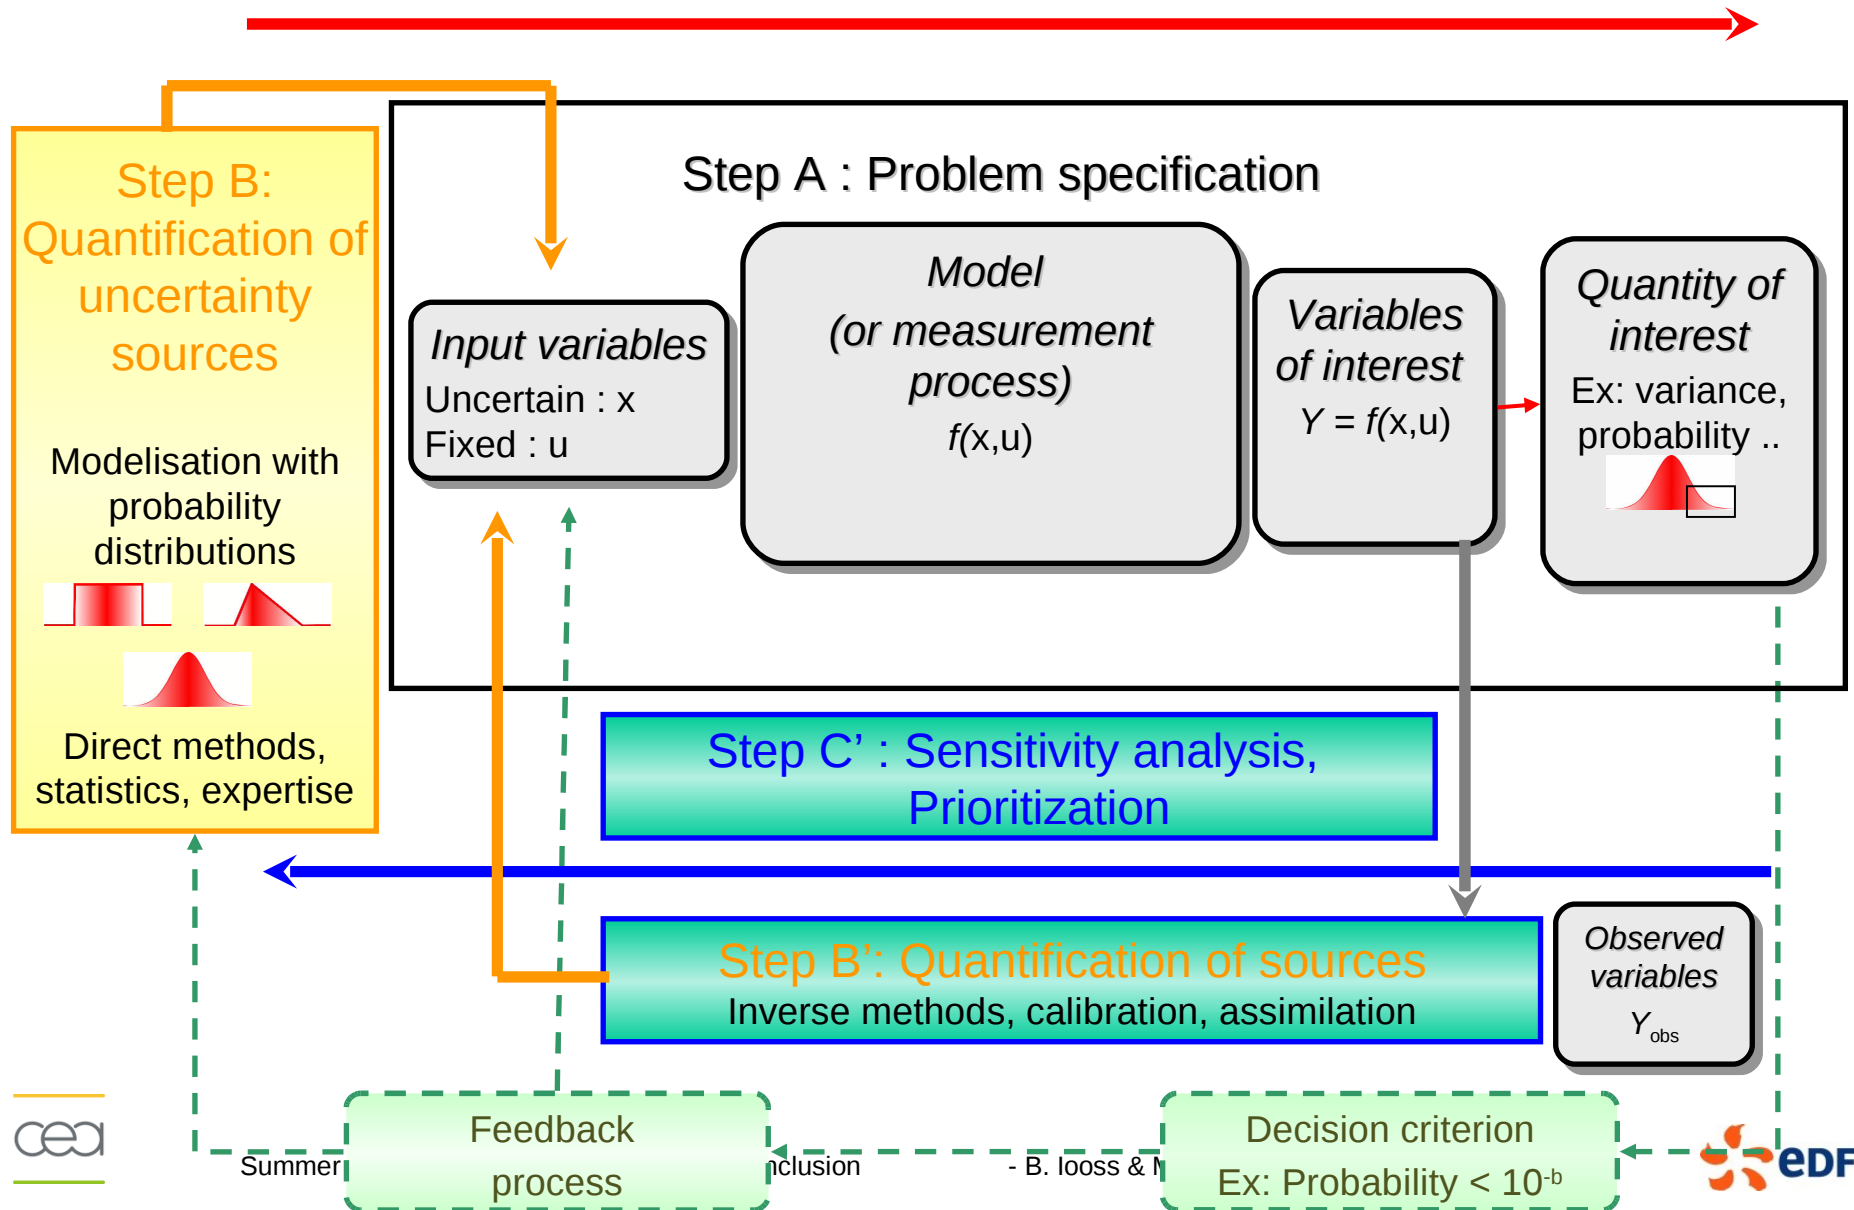 Step A : Problem specification
Step B:
Quantification of
uncertainty
sources
Modelisation with
probability
distributions
Direct methods,
statistics, expertise
Input variables
Uncertain : x
Fixed : u
Model
(or measurement
process)
f(x,u)
Variables
of interest
Y = f(x,u)
Quantity of
interest
Ex: variance,
probability ..
Step C’ : Sensitivity analysis,
Prioritization
Step B’: Quantification of sources
Inverse methods, calibration, assimilation
Observed
variables
Yobs
Feedback
process
Decision criterion
Ex: Probability < 10-b
cea
Summer - B. Iooss &
eDF